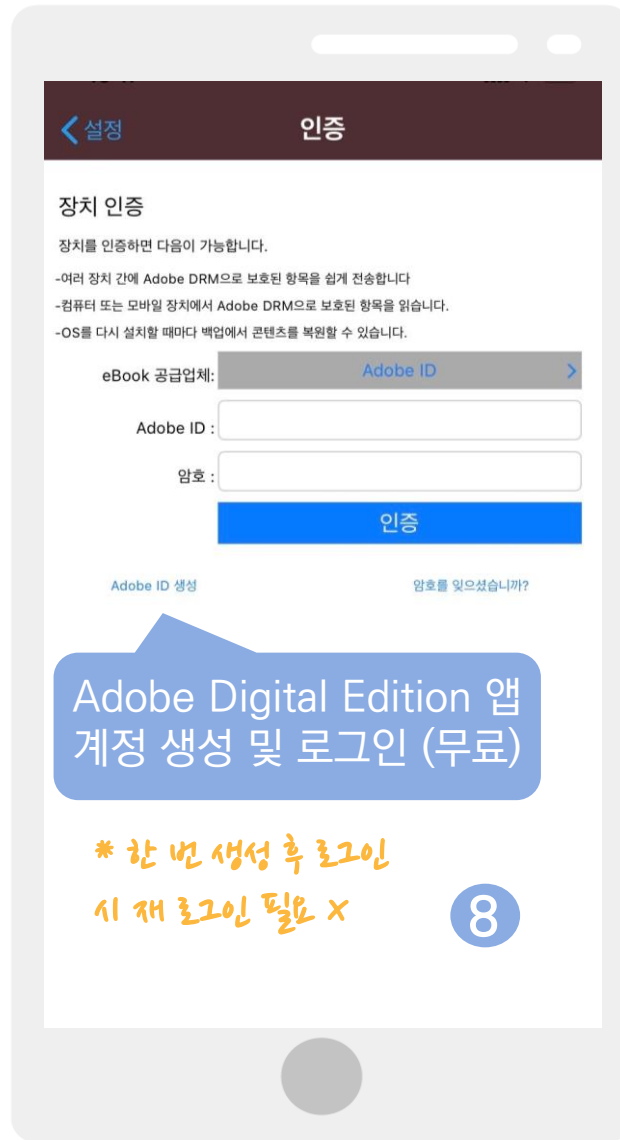 설정
인증
장치 인증
장치를 인증하면 다음이 가능합니다.
-여러 장치 간에 Adobe DRM으로 보호된 항목을 쉽게 전송합니다
-컴퓨터 또는 모바일 장치에서 Adobe DRM으로 보호된 항목을 읽습니다.
-OS를 다시 설치할 때마다 백업에서 콘텐츠를 복원할 수 있습니다.
eBook 공급업체: Adobe ID
Adobe ID :
암호 :
인증
Adobe ID 생성
암호를 잊으셨습니까?
Adobe Digital Edition 앱
계정 생성 및 로그인 (무료)
* 한 번 생성 후 로그인
시 재 로그인 필요 X
8